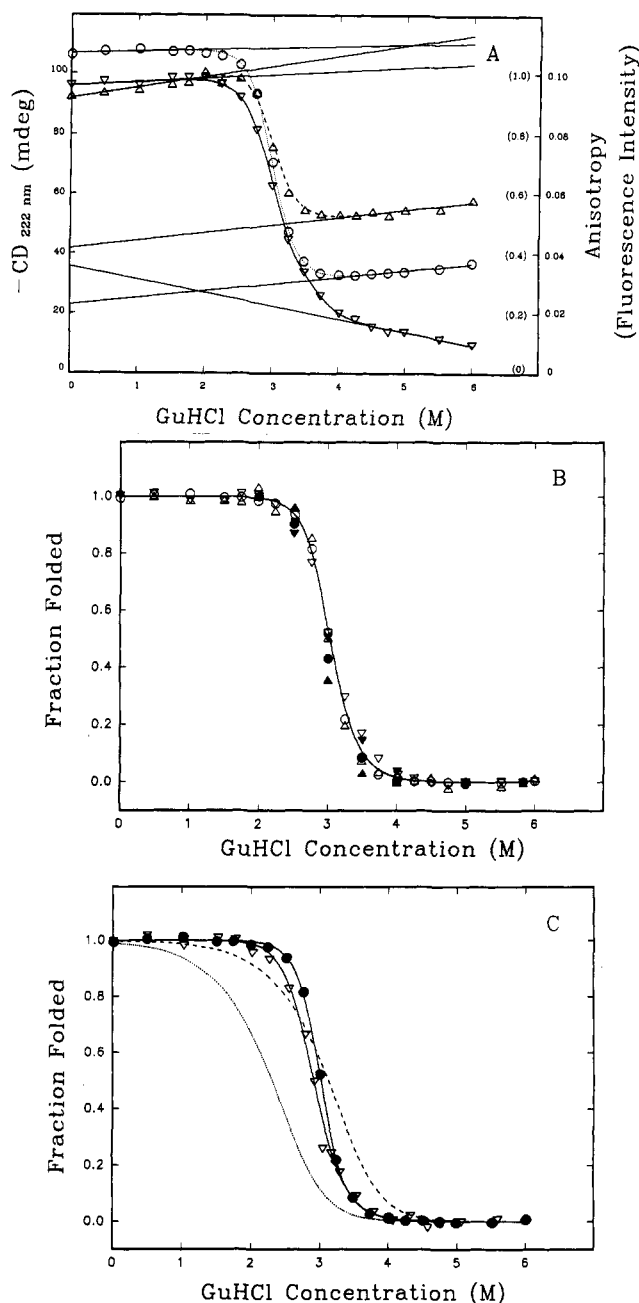 A
−CD 222 nm (mdeg)
100
80
60
40
20
0
(1.0) 0.10
(0.8) 0.08
(0.6) 0.06
(0.4) 0.04
(0.2) 0.02
(0) 0
Anisotropy
(Fluorescence Intensity)
0 1 2 3 4 5 6
GuHCl Concentration (M)
B
Fraction Folded
1.0
0.8
0.6
0.4
0.2
0.0
0 1 2 3 4 5 6
GuHCl Concentration (M)
C
Fraction Folded
1.0
0.8
0.6
0.4
0.2
0.0
0 1 2 3 4 5 6
GuHCl Concentration (M)